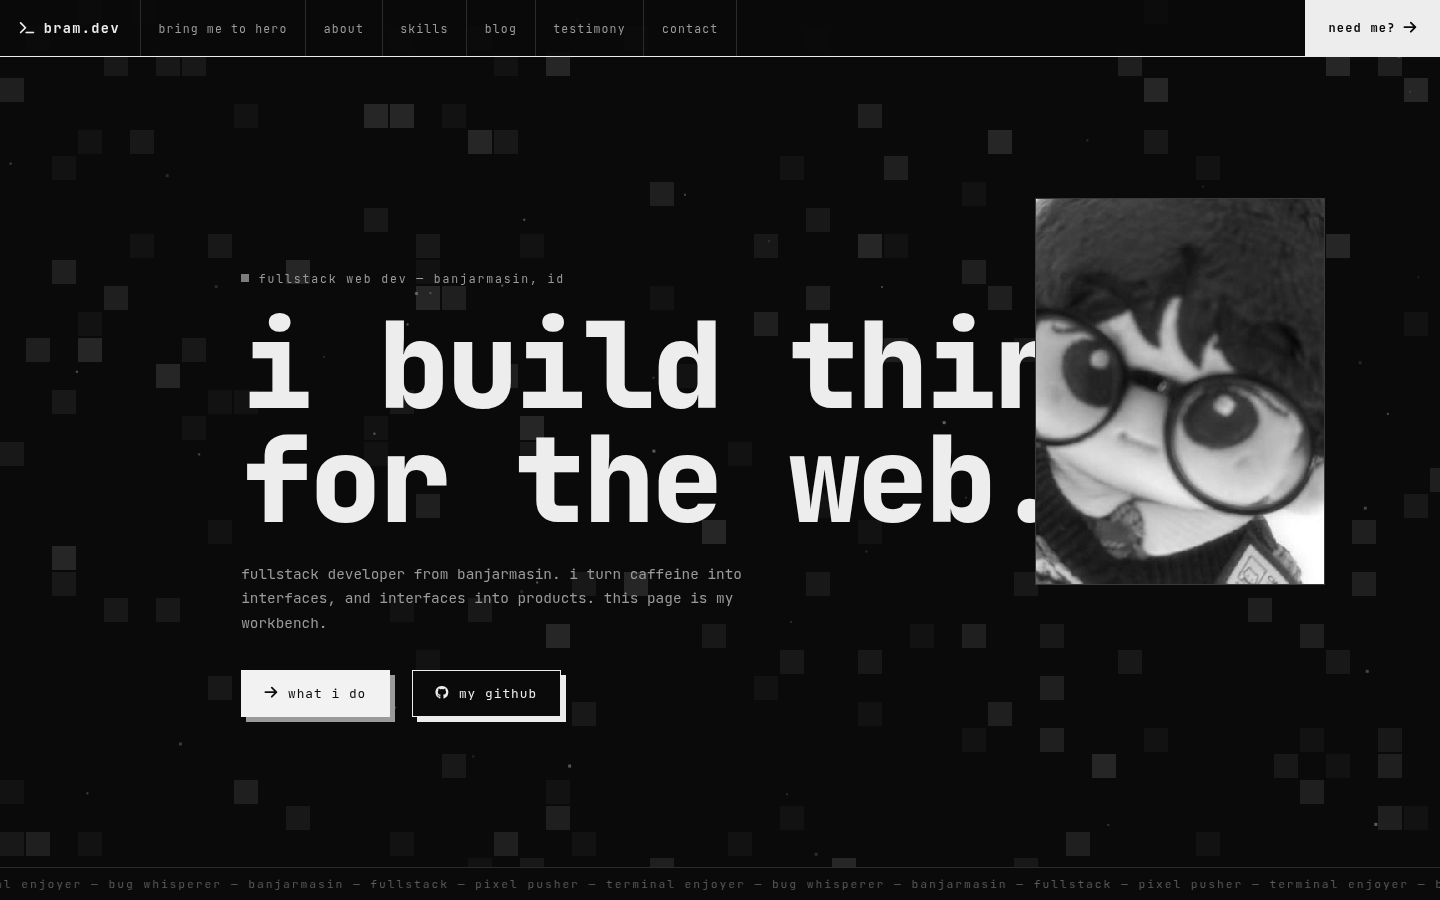 bram.dev
bring me to hero
about
skills
blog
testimony
contact
need me?
fullstack web dev — banjarmasin, id
i build thin
for the web.
fullstack developer from banjarmasin. i turn caffeine into
interfaces, and interfaces into products. this page is my
workbench.
what i do
my github
enjoyer — bug whisperer — banjarmasin — fullstack — pixel pusher — terminal enjoyer — bug whisperer — banjarmasin — fullstack — pixel pusher — terminal enjoyer —